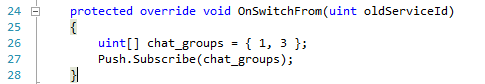 24 protected override void OnSwitchFrom(uint oldServiceId)
25 {
26 uint[] chat_groups = { 1, 3 };
27 Push.Subscribe(chat_groups);
28 }